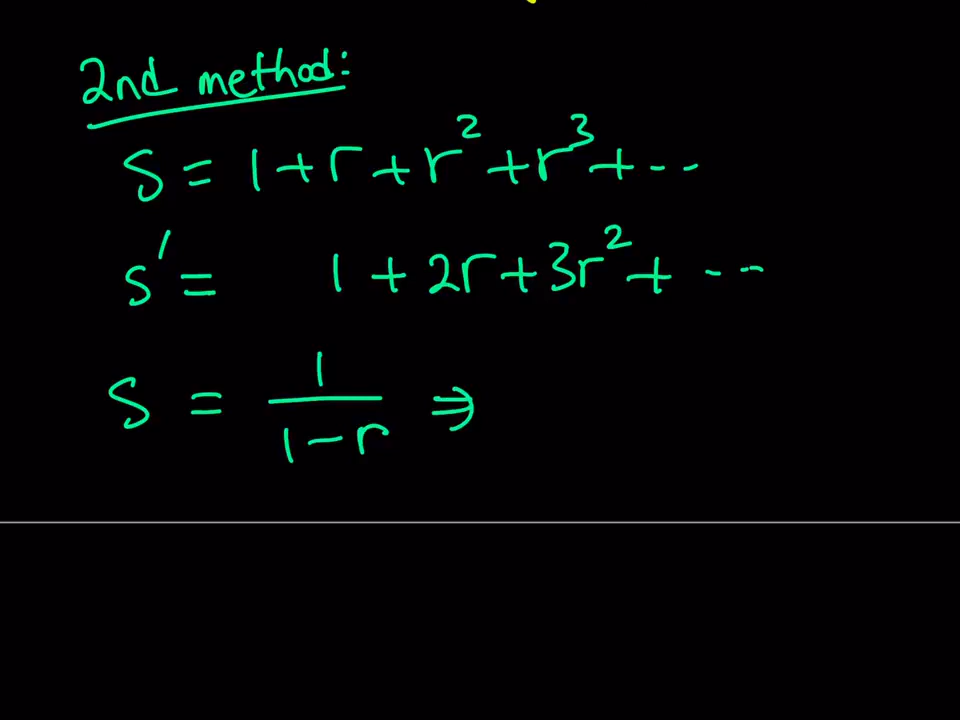 2nd method:
S = 1 + r + r² + r³ + ...
s' = 1 + 2r + 3r² + ...
S = 1/(1-r) ⇒